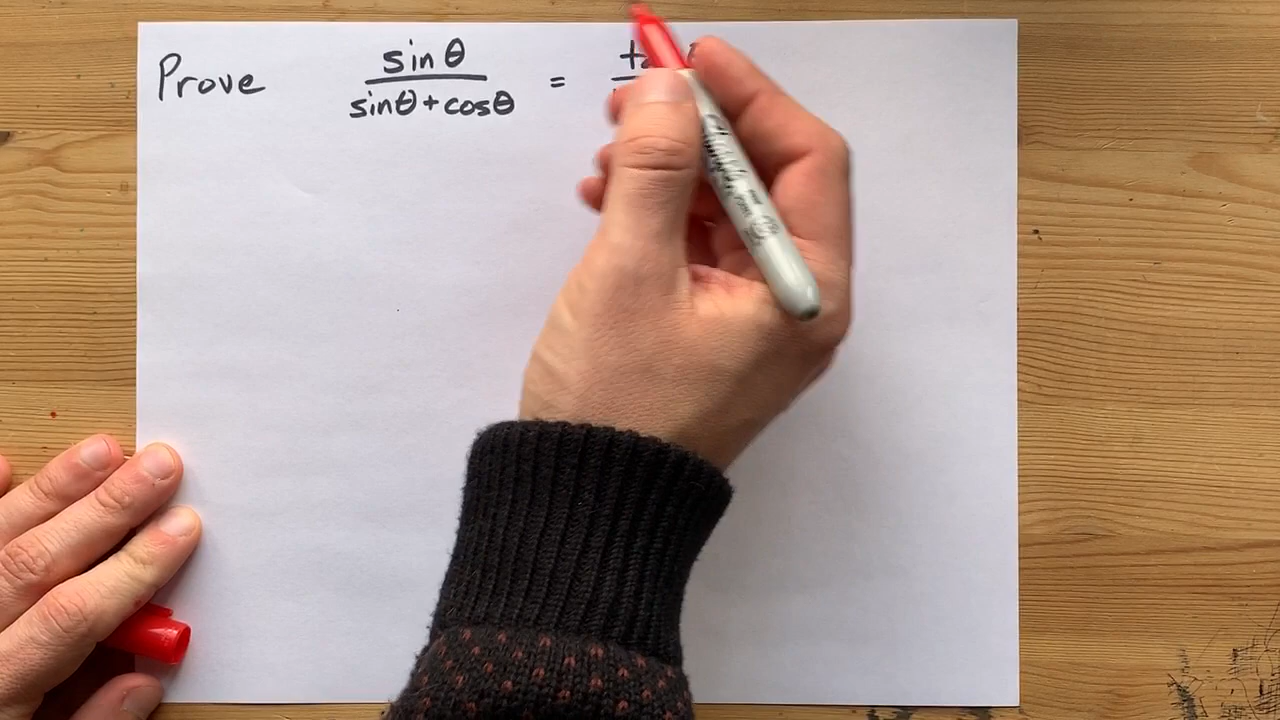 Prove sinθ/(sinθ+cosθ) =